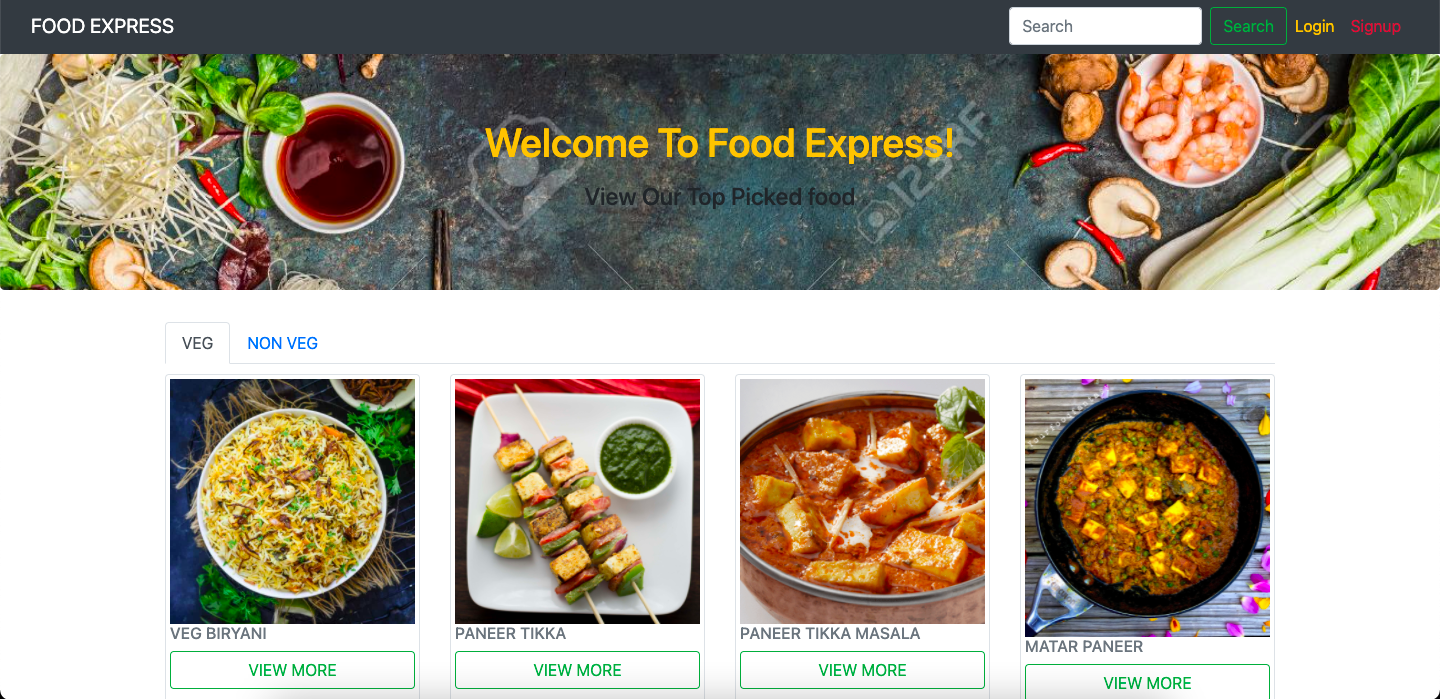 FOOD EXPRESS
Search Search Login Signup
Welcome To Food Express!
View Our Top Picked food
123RF
VEG NON VEG
VEG BIRYANI PANEER TIKKA PANEER TIKKA MASALA MATAR PANEER
VIEW MORE VIEW MORE VIEW MORE VIEW MORE